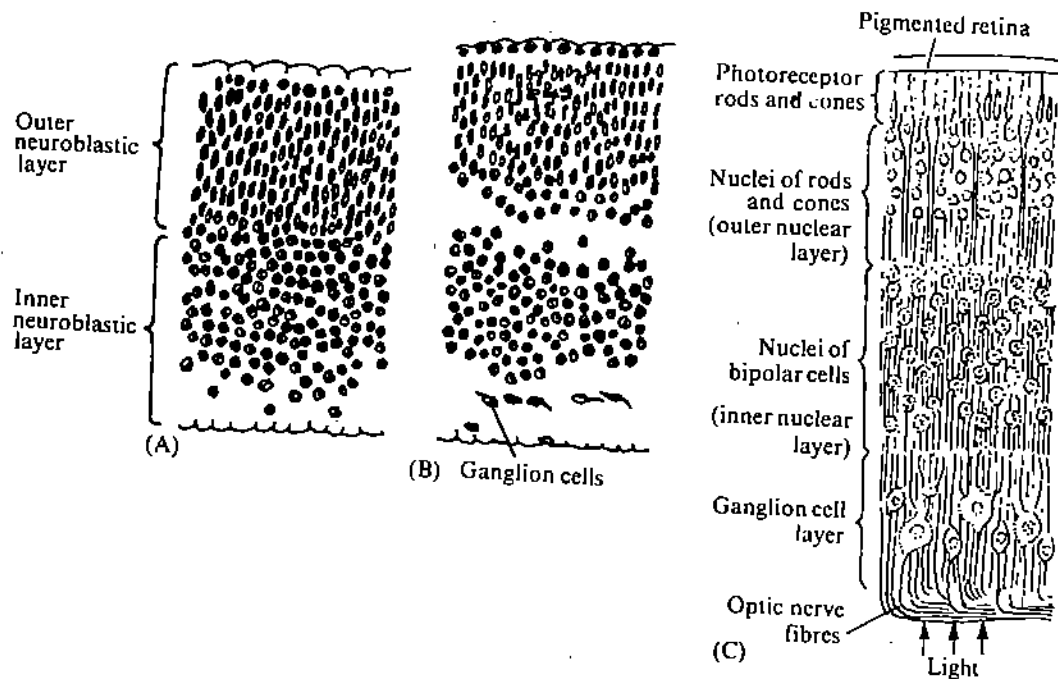 Outer
neuroblastic
layer
Inner
neuroblastic
layer
(A)
(B)
Ganglion cells
Pigmented retina
Photoreceptor
rods and cones
Nuclei of rods
and cones
(outer nuclear
layer)
Nuclei of
bipolar cells
(inner nuclear
layer)
Ganglion cell
layer
Optic nerve
fibres
(C)
Light